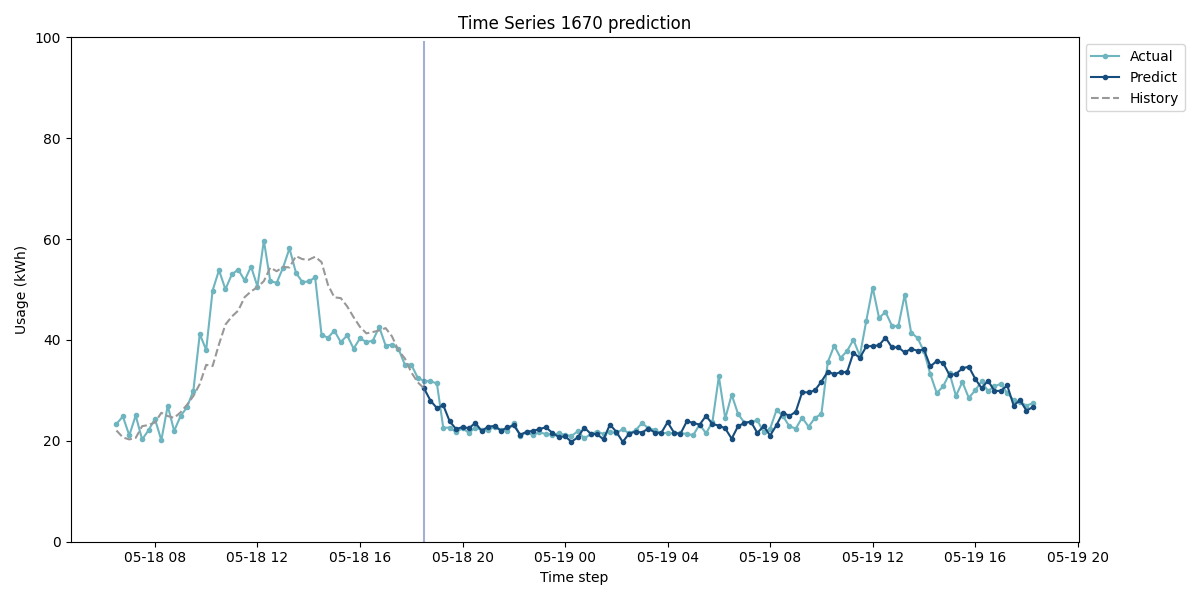 Time Series 1670 prediction
Usage (kWh)
100
80
60
40
20
0
05-18 08
05-18 12
05-18 16
05-18 20
05-19 00
05-19 04
05-19 08
05-19 12
05-19 16
05-19 20
Time step
Actual
Predict
History